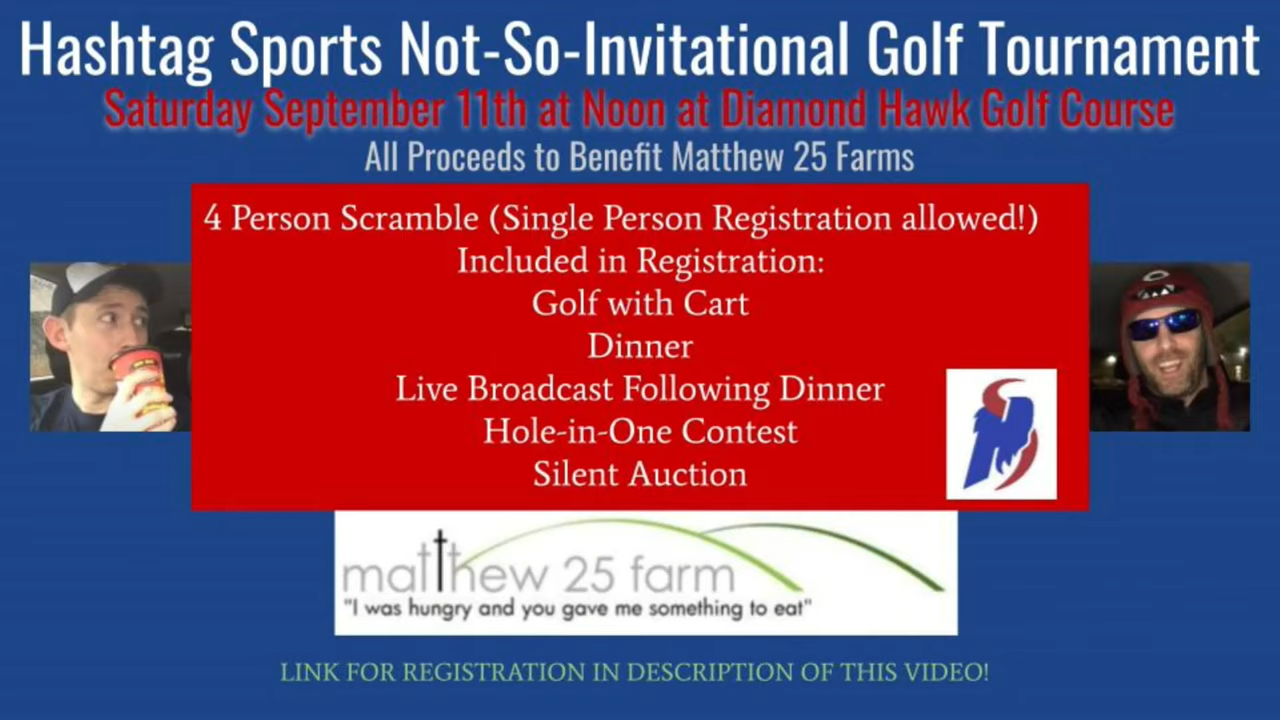 Hashtag Sports Not-So-Invitational Golf Tournament
Saturday September 11th at Noon at Diamond Hawk Golf Course
All Proceeds to Benefit Matthew 25 Farms
4 Person Scramble (Single Person Registration allowed!)
Included in Registration:
Golf with Cart
Dinner
Live Broadcast Following Dinner
Hole-in-One Contest
Silent Auction
matthew 25 farm
"I was hungry and you gave me something to eat"
LINK FOR REGISTRATION IN DESCRIPTION OF THIS VIDEO!